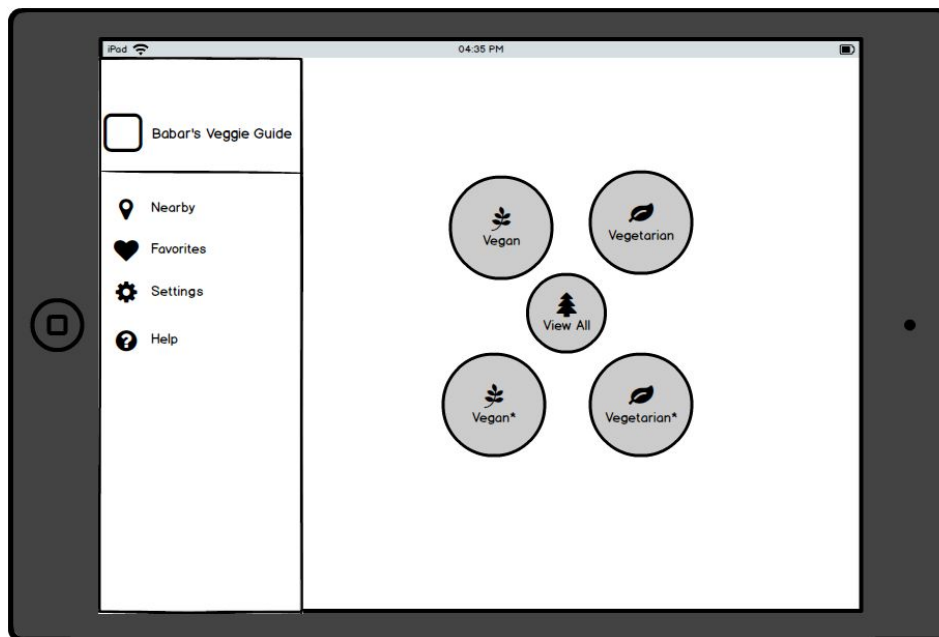 iPad
04:35 PM
Babar's Veggie Guide
Nearby
Favorites
Settings
Help
Vegan
Vegetarian
View All
Vegan*
Vegetarian*